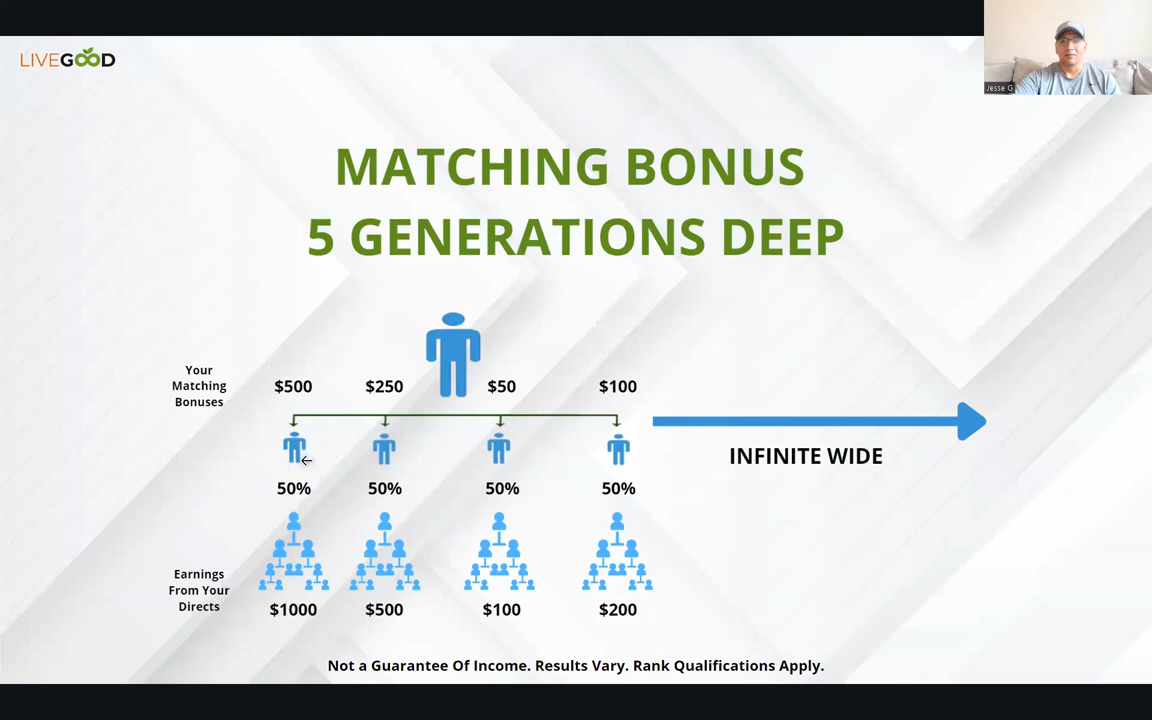 LIVEGOOD
Jesse G
MATCHING BONUS
5 GENERATIONS DEEP
Your
Matching
Bonuses
$500 $250 $50 $100
INFINITE WIDE
50% 50% 50% 50%
Earnings
From Your
Directs
$1000 $500 $100 $200
Not a Guarantee Of Income. Results Vary. Rank Qualifications Apply.